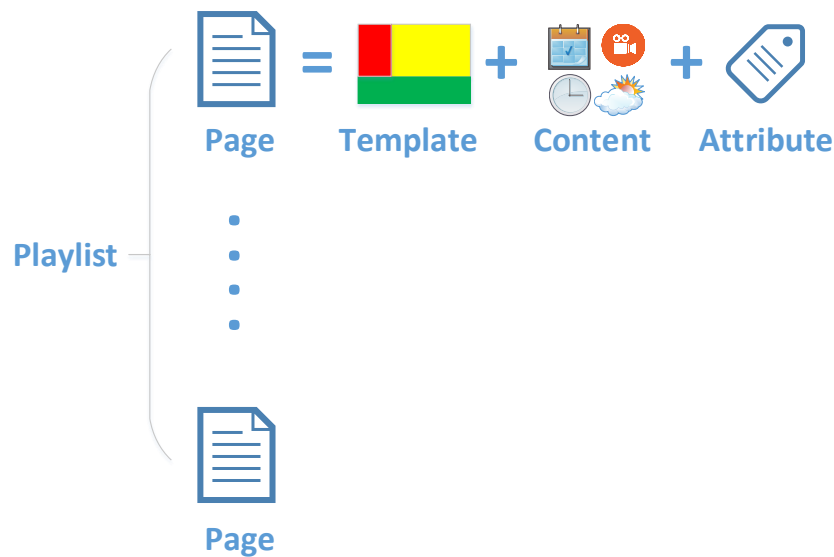 = + +
Page Template Content Attribute
Playlist
Page